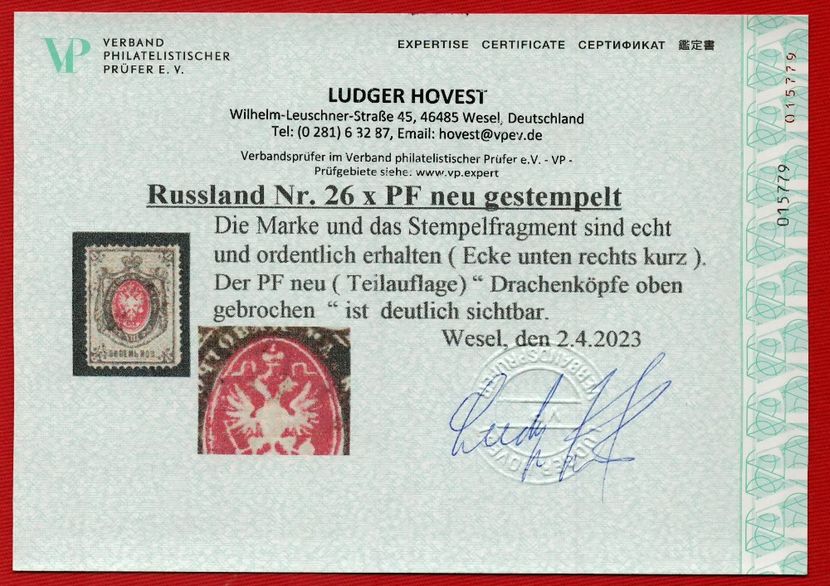 VP VERBAND
PHILATELISTISCHER
PRÜFER E. V.
EXPERTISE CERTIFICATE СЕРТИФИКАТ 鑑定書
LUDGER HOVEST
Wilhelm-Leuschner-Straße 45, 46485 Wesel, Deutschland
Tel: (0 281) 6 32 87, Email: hovest@vpev.de
Verbandsprüfer im Verband philatelistischer Prüfer e.V. - VP -
Prüfgebiete siehe: www.vp.expert
Russland Nr. 26 x PF neu gestempelt
Die Marke und das Stempelfragment sind echt
und ordentlich erhalten ( Ecke unten rechts kurz ).
Der PF neu ( Teilauflage) “ Drachenköpfe oben
gebrochen “ ist deutlich sichtbar.
Wesel, den 2.4.2023
015779
015779